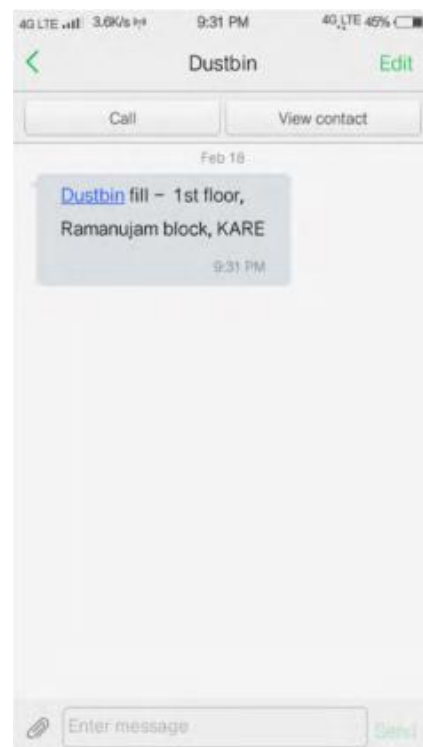 4G LTE 3.6K/s 9:31 PM 4G LTE 45%
Dustbin Edit
Call View contact
Feb 18
Dustbin fill – 1st floor,
Ramanujam block, KARE
9:31 PM
Enter message Send